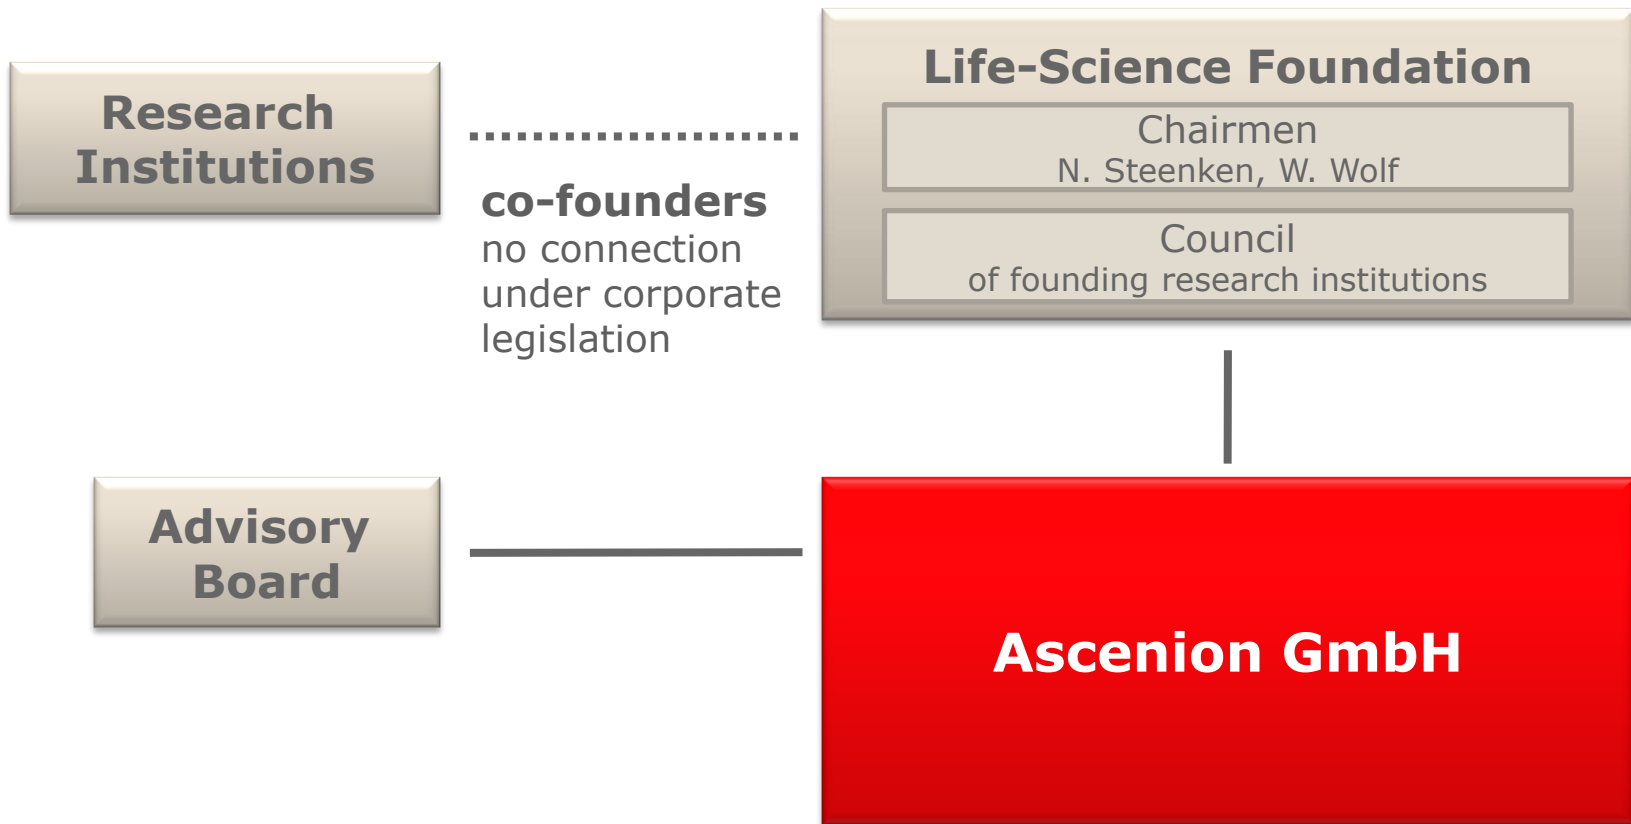 Research
Institutions
co-founders
no connection
under corporate
legislation
Life-Science Foundation
Chairmen
N. Steenken, W. Wolf
Council
of founding research institutions
Advisory
Board
Ascenion GmbH